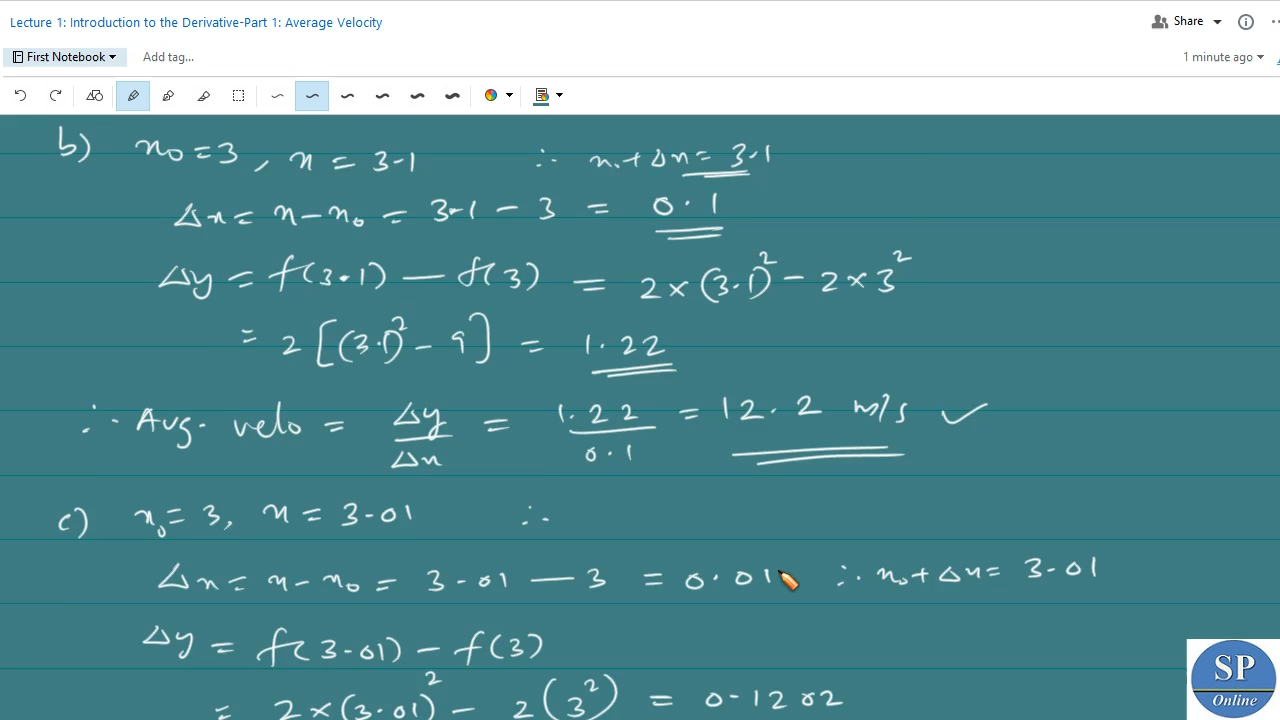 Lecture 1: Introduction to the Derivative-Part 1: Average Velocity
Share
First Notebook Add tag... 1 minute ago
b) x₀ = 3, x = 3.1 ∴ x₀ + Δx = 3.1
Δx = x − x₀ = 3.1 − 3 = 0.1
Δy = f(3.1) − f(3) = 2 × (3.1)² − 2 × 3²
= 2 [(3.1)² − 9] = 1.22
∴ Avg. velo = Δy/Δx = 1.22/0.1 = 12.2 m/s ✓
c) x₀ = 3, x = 3.01 ∴
Δx = x − x₀ = 3.01 − 3 = 0.01 ∴ x₀ + Δx = 3.01
Δy = f(3.01) − f(3)
= 2 × (3.01)² − 2 (3²) = 0.1202
SP
Online